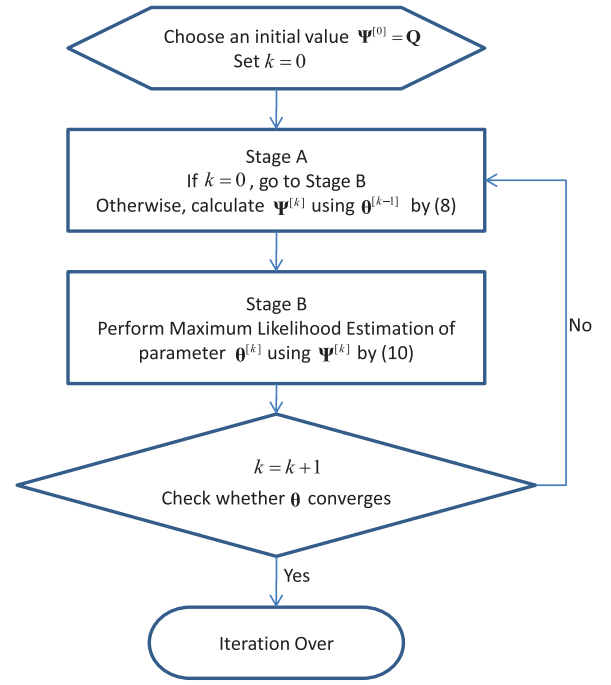 Choose an initial value Ψ^[0] = Q
Set k = 0
Stage A
If k = 0, go to Stage B
Otherwise, calculate Ψ^[k] using θ^[k−1] by (8)
Stage B
Perform Maximum Likelihood Estimation of
parameter θ^[k] using Ψ^[k] by (10)
No
k = k + 1
Check whether θ converges
Yes
Iteration Over